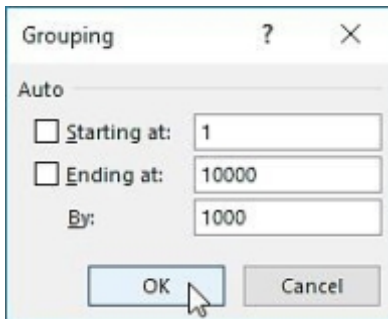 Grouping ?
Auto
Starting at: 1
Ending at: 10000
By: 1000
OK Cancel